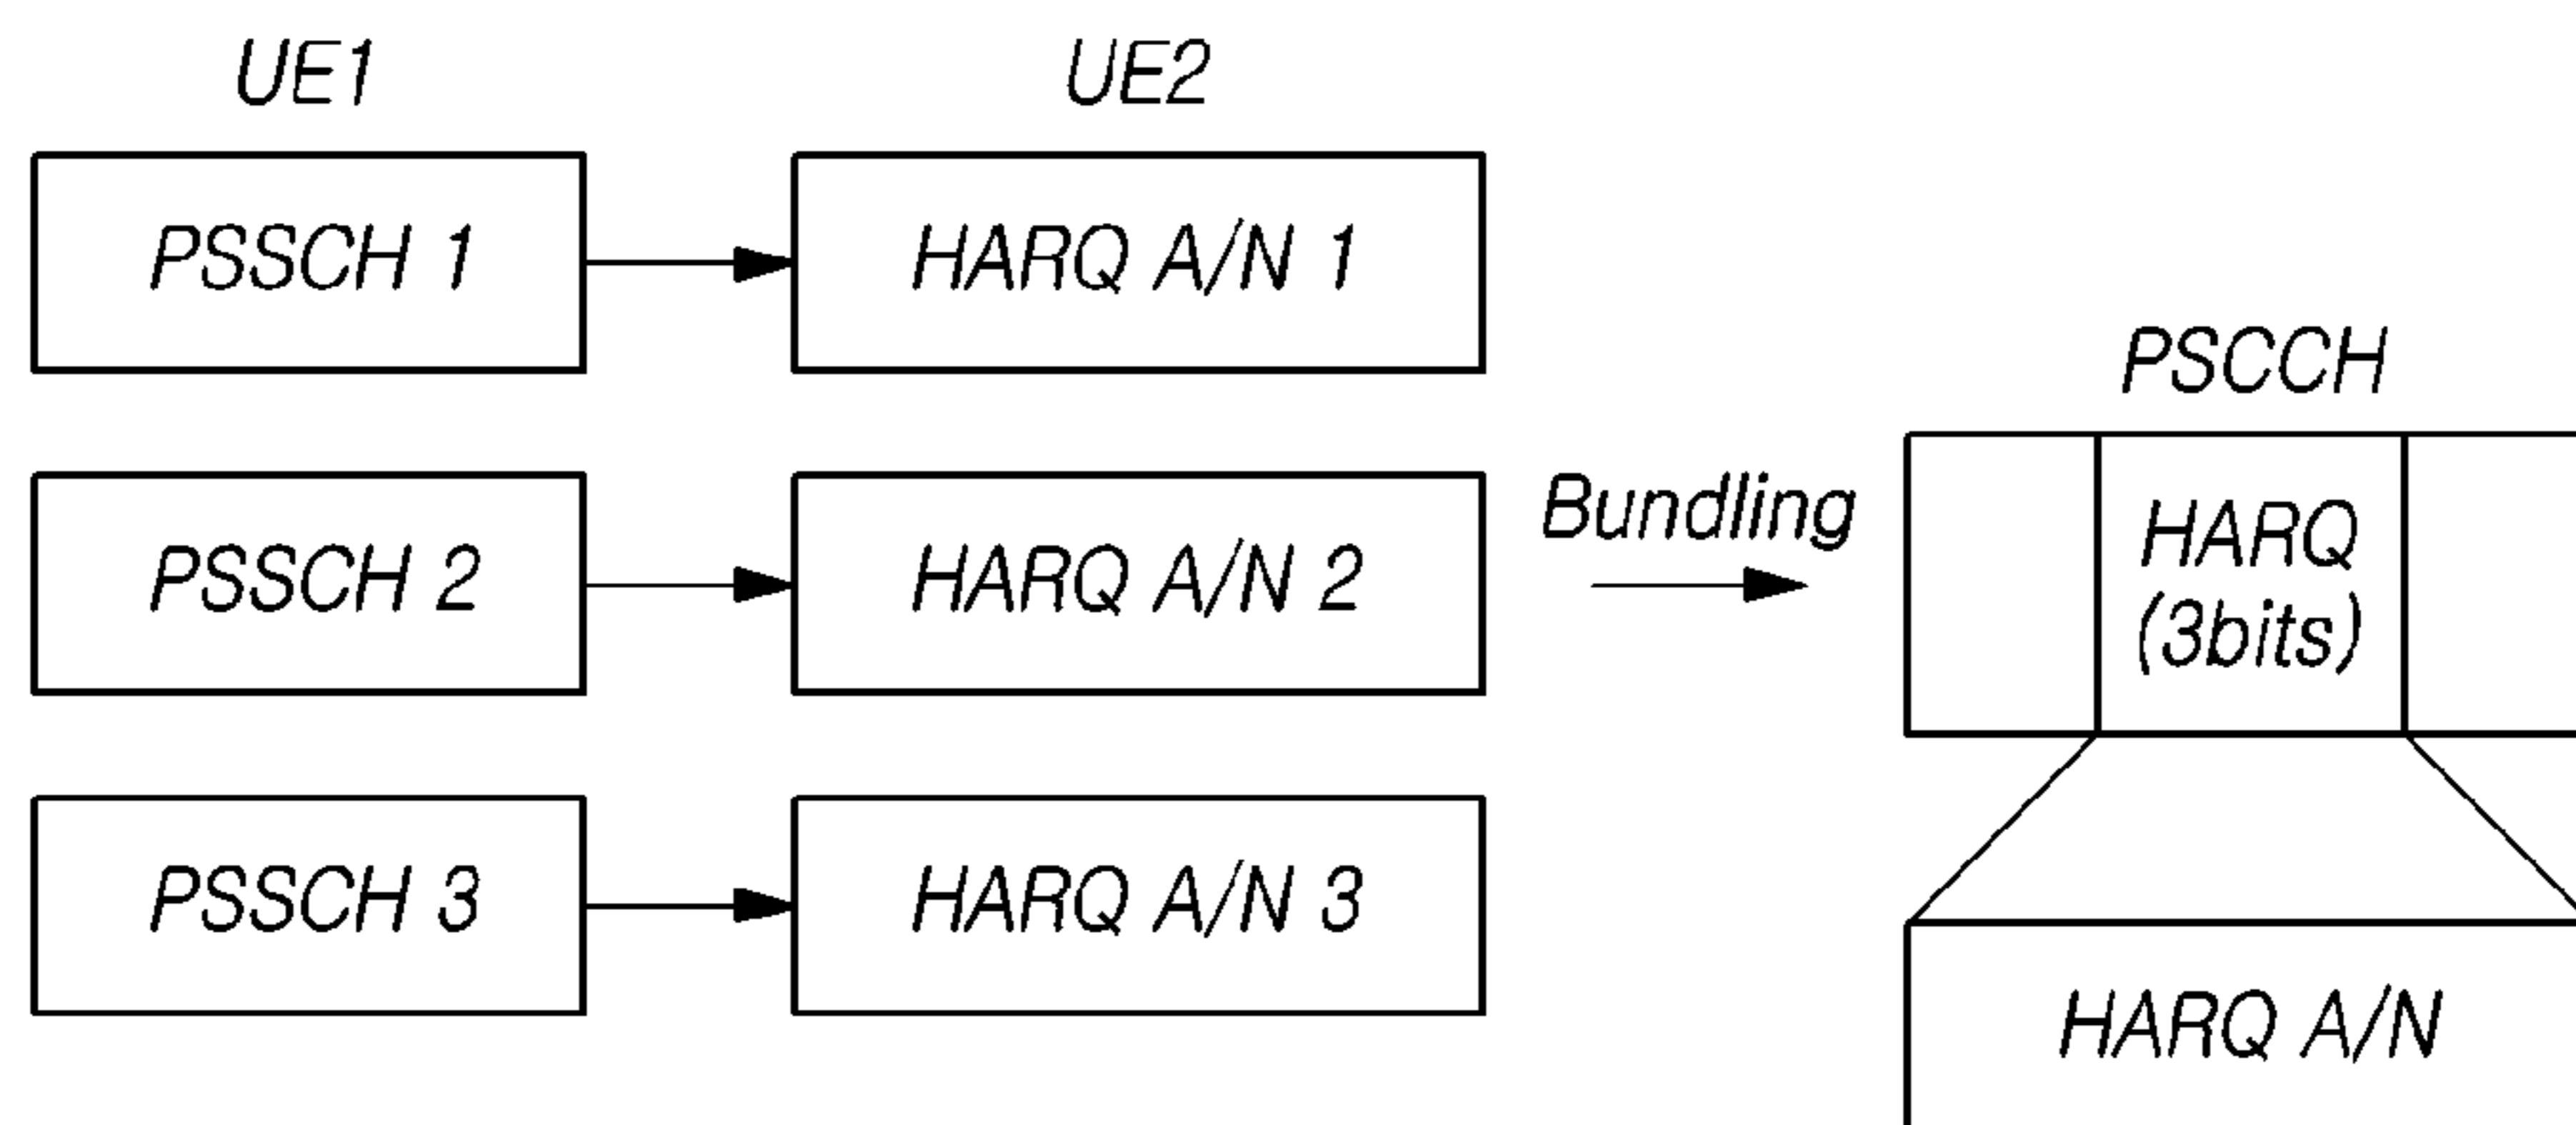 UE1
UE2
PSSCH 1
HARQ A/N 1
PSSCH 2
HARQ A/N 2
PSSCH 3
HARQ A/N 3
Bundling
PSCCH
HARQ
(3bits)
HARQ A/N